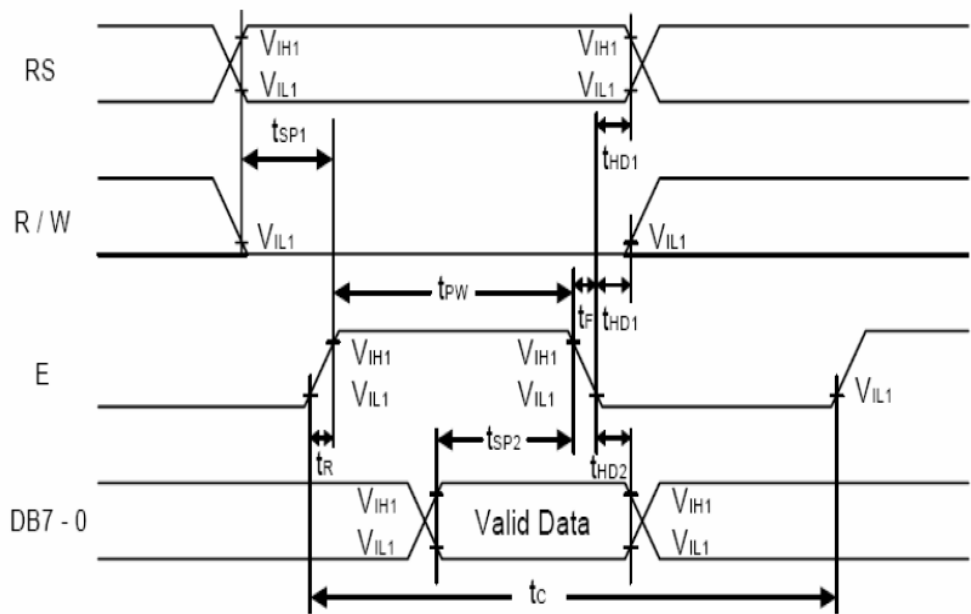 RS
VIH1
VIH1
VIL1
VIL1
tSP1
tHD1
R / W
VIL1
VIL1
tPW
tF
tHD1
E
VIH1
VIH1
VIL1
VIL1
VIL1
tR
tSP2
tHD2
DB7 - 0
VIH1
Valid Data
VIH1
VIL1
VIL1
tC